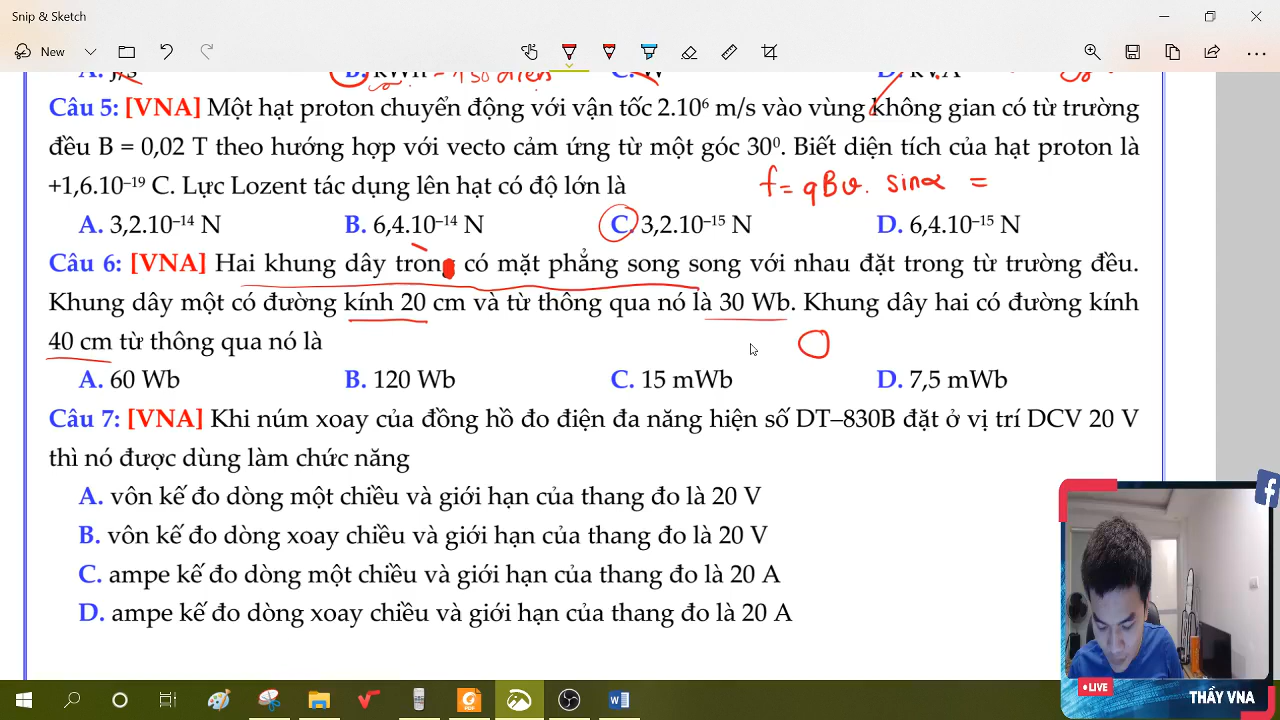 Snip & Sketch
New
A. J/s B. kWh = 1 số điện C. W D. kV.A
Câu 5: [VNA] Một hạt proton chuyển động với vận tốc 2.10⁶ m/s vào vùng không gian có từ trường
đều B = 0,02 T theo hướng hợp với vecto cảm ứng từ một góc 30⁰. Biết diện tích của hạt proton là
+1,6.10⁻¹⁹ C. Lực Lozent tác dụng lên hạt có độ lớn là f = qBv. sinα =
A. 3,2.10⁻¹⁴ N B. 6,4.10⁻¹⁴ N C. 3,2.10⁻¹⁵ N D. 6,4.10⁻¹⁵ N
Câu 6: [VNA] Hai khung dây tròn có mặt phẳng song song với nhau đặt trong từ trường đều.
Khung dây một có đường kính 20 cm và từ thông qua nó là 30 Wb. Khung dây hai có đường kính
40 cm từ thông qua nó là
A. 60 Wb B. 120 Wb C. 15 mWb D. 7,5 mWb
Câu 7: [VNA] Khi núm xoay của đồng hồ đo điện đa năng hiện số DT–830B đặt ở vị trí DCV 20 V
thì nó được dùng làm chức năng
A. vôn kế đo dòng một chiều và giới hạn của thang đo là 20 V
B. vôn kế đo dòng xoay chiều và giới hạn của thang đo là 20 V
C. ampe kế đo dòng một chiều và giới hạn của thang đo là 20 A
D. ampe kế đo dòng xoay chiều và giới hạn của thang đo là 20 A
LIVE
THẦY VNA